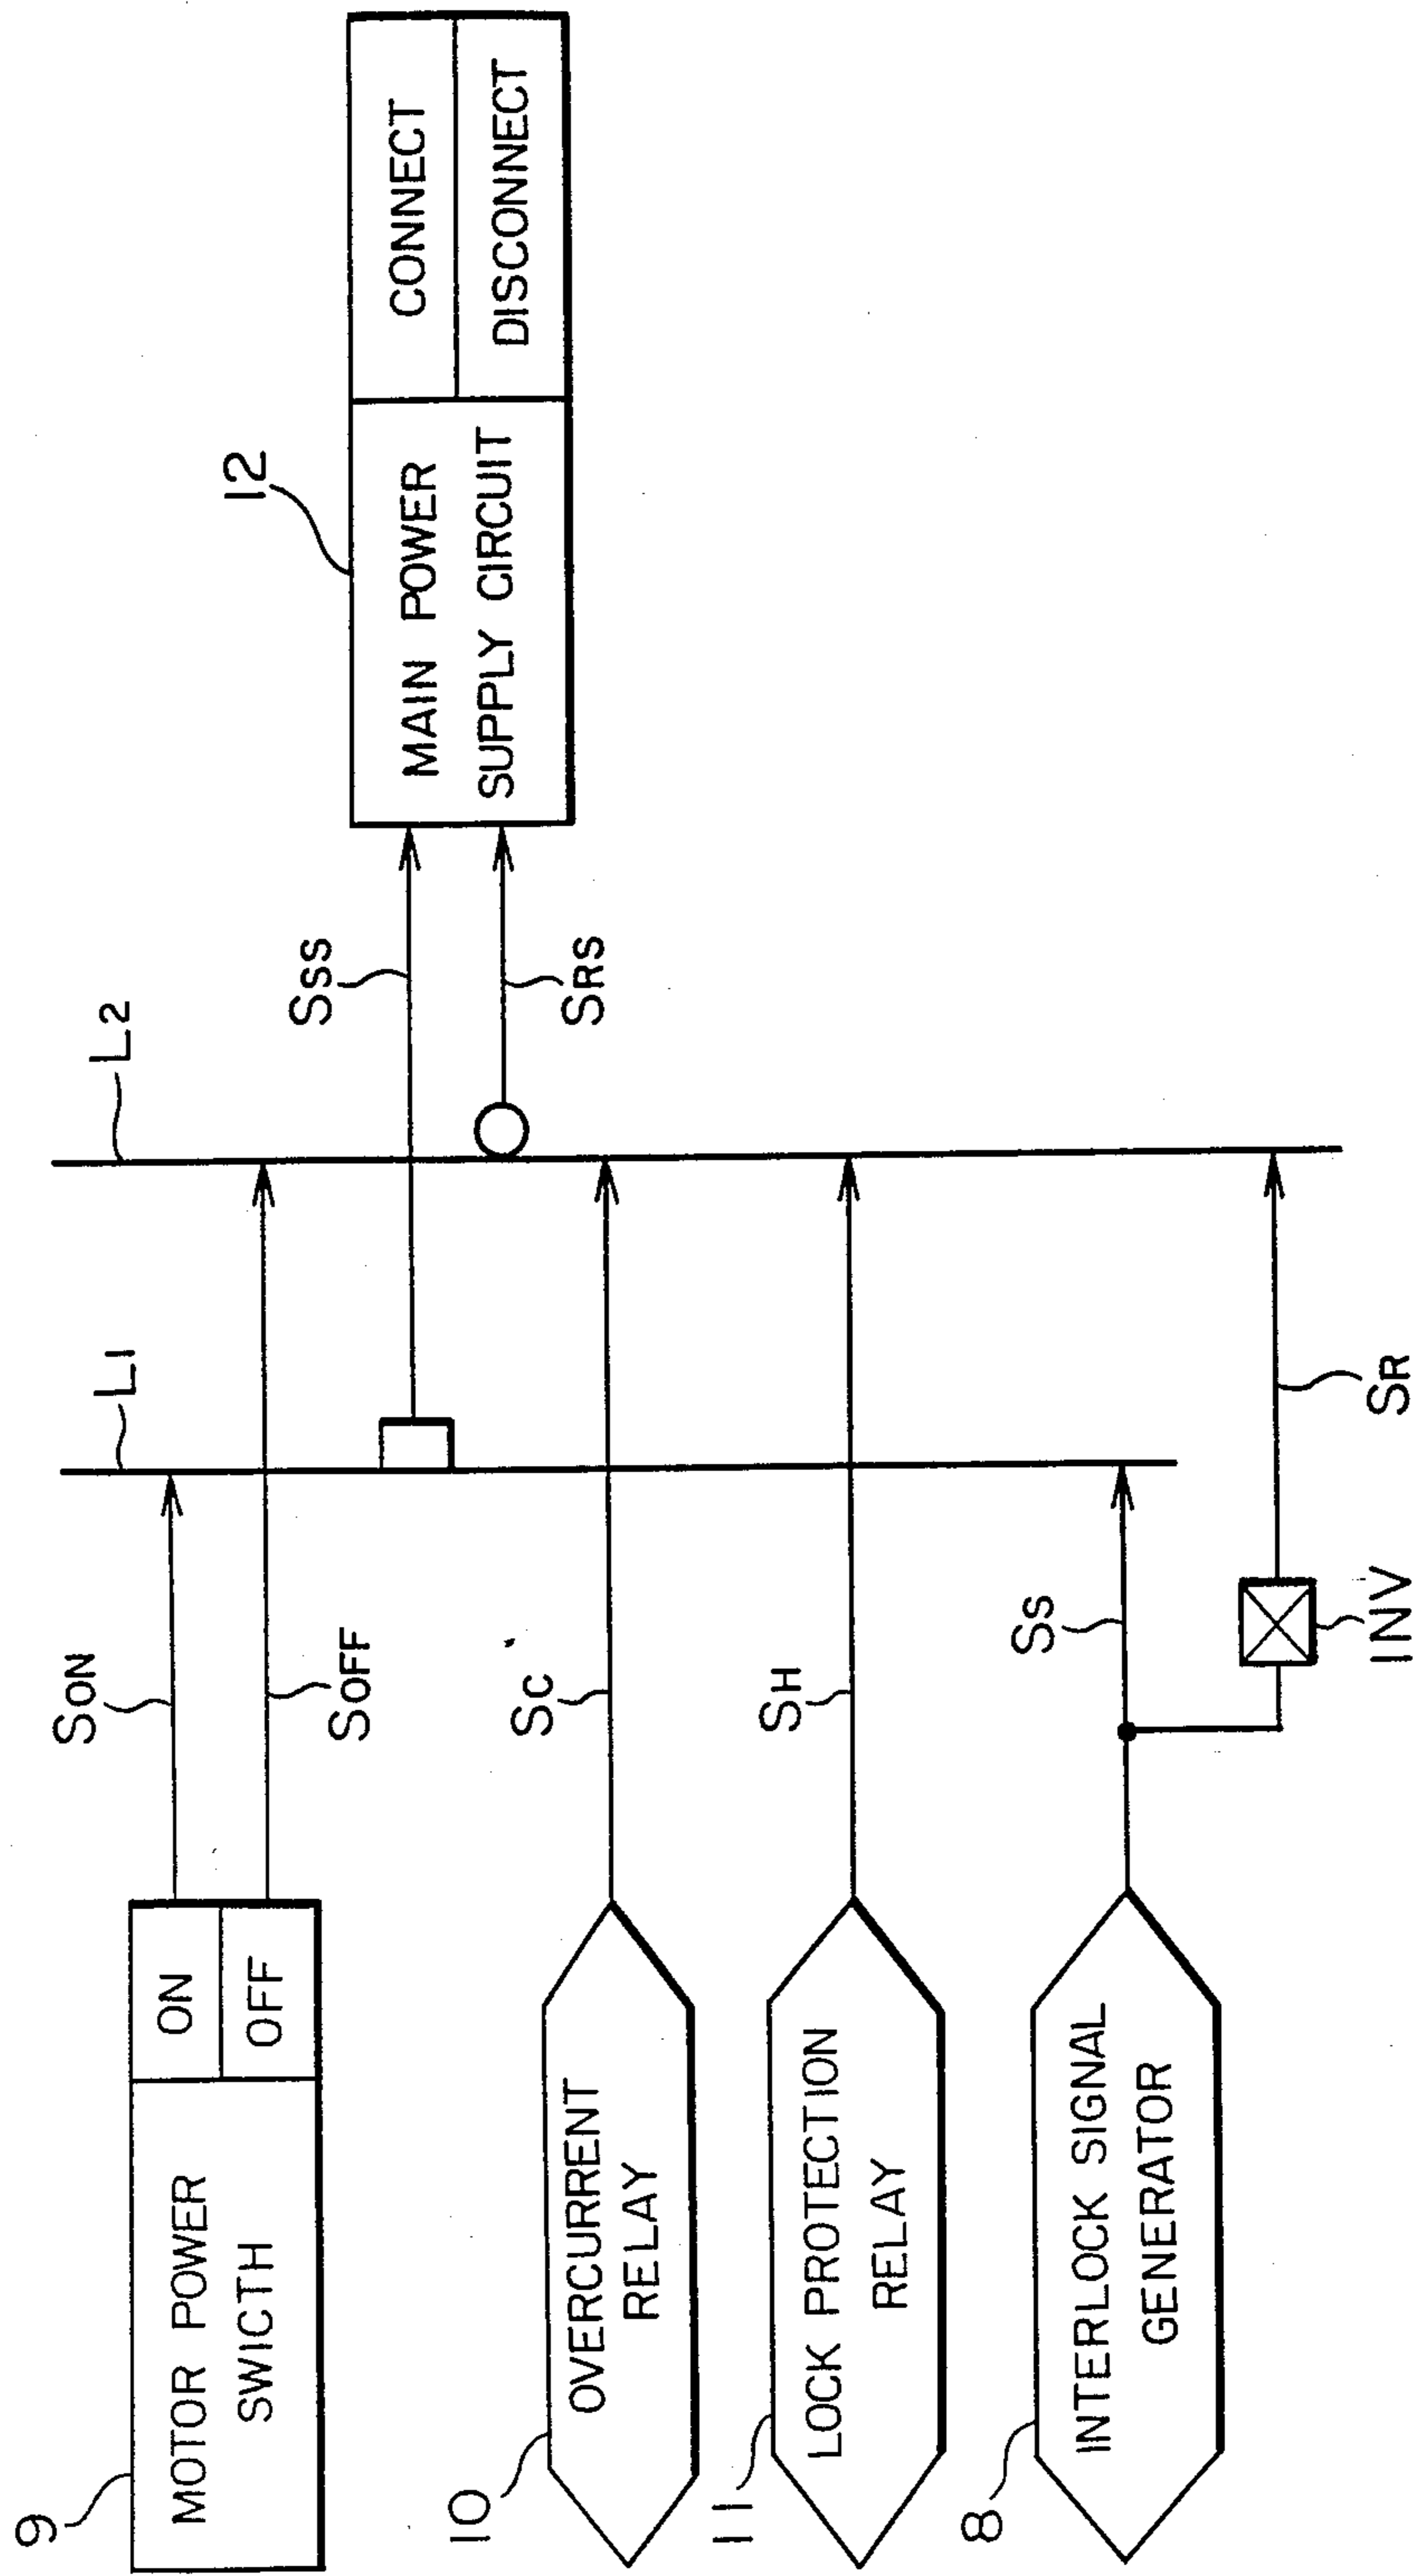 9
MOTOR POWER
SWICTH
ON
OFF
SON
SOFF
L1
L2
SSS
SRS
12
MAIN POWER
SUPPLY CIRCUIT
CONNECT
DISCONNECT
10
OVERCURRENT
RELAY
SC
11
LOCK PROTECTION
RELAY
SH
8
INTERLOCK SIGNAL
GENERATOR
SS
INV
SR